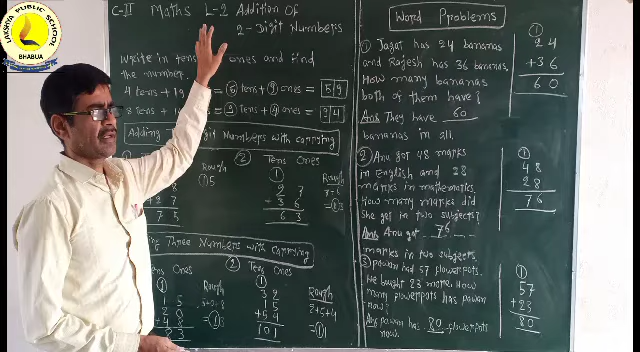 LAKSHYA PUBLIC SCHOOL
BHABUA
C-II Maths L-2 Addition Of
2-Digit Numbers
Write in tens ones and find
the number.
4 tens+19 = 5 tens+9 ones = 59
tens+1 = 3 tens+4 ones = 34
Adding Numbers with carrying
Rough
15
7 5
②
Tens Ones
①
2 7
+ 3 6
6 3
Rough
Three Numbers with carrying
Tens Ones
①
1 5
Rough
②
Tens Ones
①
3 2
1 5
+ 5 4
1 0 1
Rough
2+5+4
= ①1
Word Problems
① Jagat has 24 bananas
and Rajesh has 36 bananas.
How many bananas
both of them have?
Ans They have 60
bananas in all.
①
2 4
+3 6
6 0
② Anu got 48 marks
in English and 28
marks in mathematics.
How many marks did
she get in two subjects?
Ans Anu got 76
marks in two subjects.
①
4 8
2 8
7 6
③ Pawan had 57 flowerpots.
He bought 23 more. How
many flowerpots has pawan
now?
Ans Pawan has 80 flowerpots
now.
①
57
+23
80